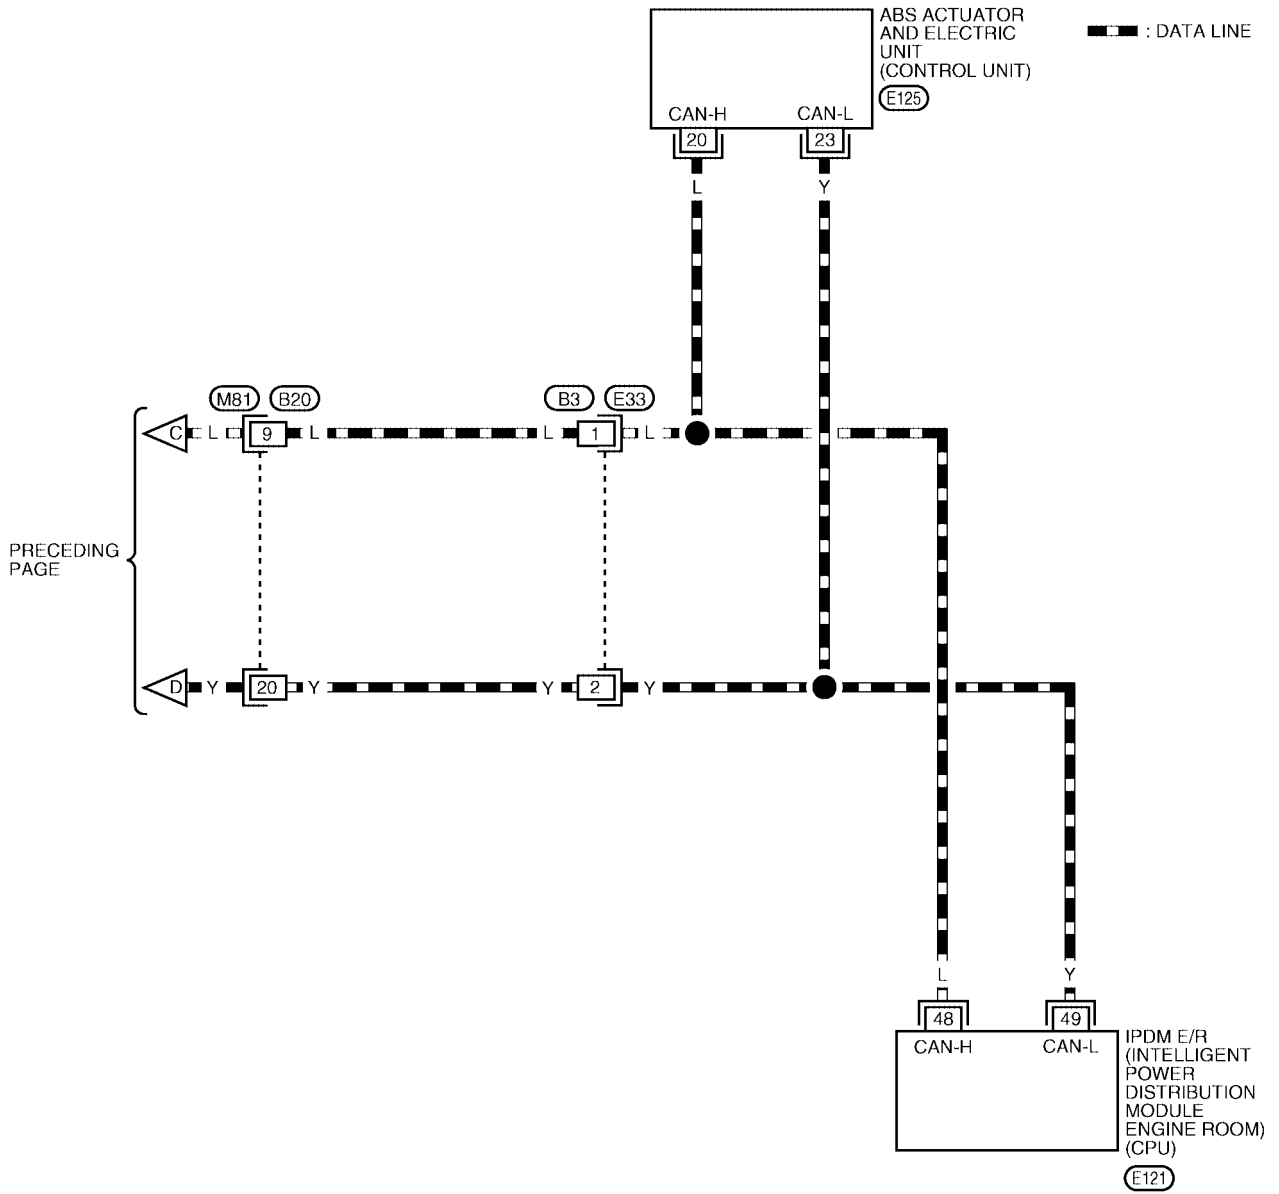 ABS ACTUATOR
AND ELECTRIC
UNIT
(CONTROL UNIT)
E125
: DATA LINE
CAN-H
CAN-L
20
23
L
Y
M81
B20
B3
E33
C
L
9
L
L
1
L
PRECEDING
PAGE
D
Y
20
Y
Y
2
Y
L
Y
48
49
CAN-H
CAN-L
IPDM E/R
(INTELLIGENT
POWER
DISTRIBUTION
MODULE
ENGINE ROOM)
(CPU)
E121